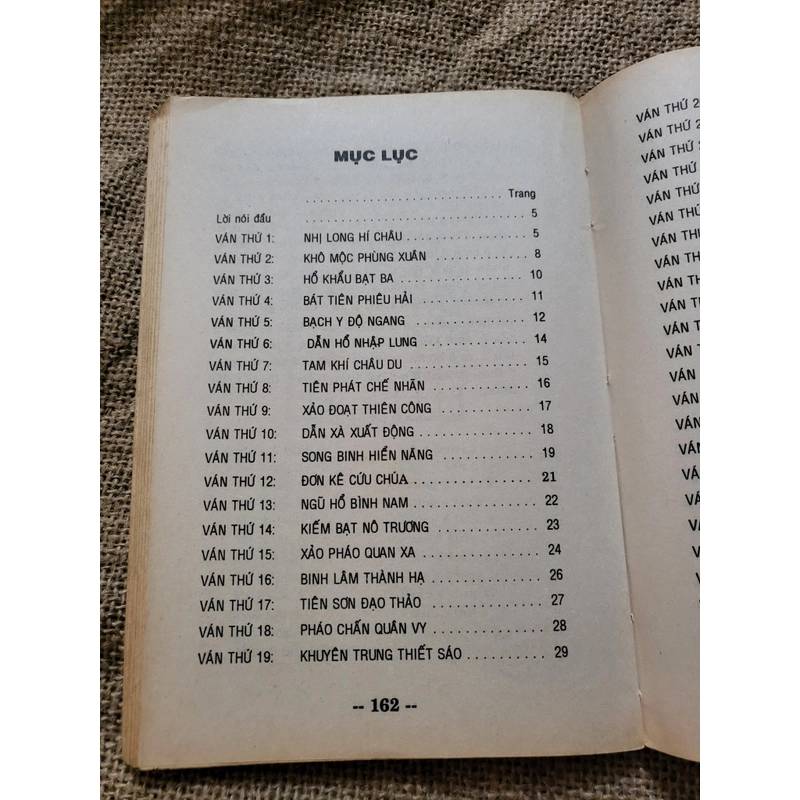 MỤC LỤC
. . . . . . . . . . . . . . . . . . . . . . . . . . . . Trang
Lời nói đầu . . . . . . . . . . . . . . . . . . . . . . . . . . . . 5
VÁN THỨ 1: NHỊ LONG HÍ CHÂU . . . . . . . . . . . . . . . . 5
VÁN THỨ 2: KHÔ MỘC PHÙNG XUÂN . . . . . . . . . . . . . 8
VÁN THỨ 3: HỔ KHẨU BẠT BA . . . . . . . . . . . . . . . . 10
VÁN THỨ 4: BÁT TIÊN PHIÊU HẢI . . . . . . . . . . . . . . 11
VÁN THỨ 5: BẠCH Y ĐỘ NGANG . . . . . . . . . . . . . . 12
VÁN THỨ 6: DẪN HỔ NHẬP LUNG . . . . . . . . . . . . . 14
VÁN THỨ 7: TAM KHÍ CHÂU DU . . . . . . . . . . . . . . . 15
VÁN THỨ 8: TIÊN PHÁT CHẾ NHÂN . . . . . . . . . . . . . 16
VÁN THỨ 9: XẢO ĐOẠT THIÊN CÔNG . . . . . . . . . . . . 17
VÁN THỨ 10: DẪN XÀ XUẤT ĐỘNG . . . . . . . . . . . . . . 18
VÁN THỨ 11: SONG BINH HIỂN NĂNG . . . . . . . . . . . . 19
VÁN THỨ 12: ĐƠN KÊ CỨU CHÚA . . . . . . . . . . . . . . 21
VÁN THỨ 13: NGŨ HỔ BÌNH NAM . . . . . . . . . . . . . . . 22
VÁN THỨ 14: KIẾM BẠT NÔ TRƯƠNG . . . . . . . . . . . . . 23
VÁN THỨ 15: XẢO PHÁO QUAN XA . . . . . . . . . . . . . . 24
VÁN THỨ 16: BINH LÂM THÀNH HẠ . . . . . . . . . . . . . 26
VÁN THỨ 17: TIÊN SƠN ĐẠO THẢO . . . . . . . . . . . . . 27
VÁN THỨ 18: PHÁO CHẤN QUÂN VY . . . . . . . . . . . . . 28
VÁN THỨ 19: KHUYÊN TRUNG THIẾT SÁO . . . . . . . . . . 29
-- 162 --
VÁN THỨ
VÁN THỨ
VÁN THỨ
VÁN THỨ
VÁN THỨ
VÁN THỨ
VÁN THỨ